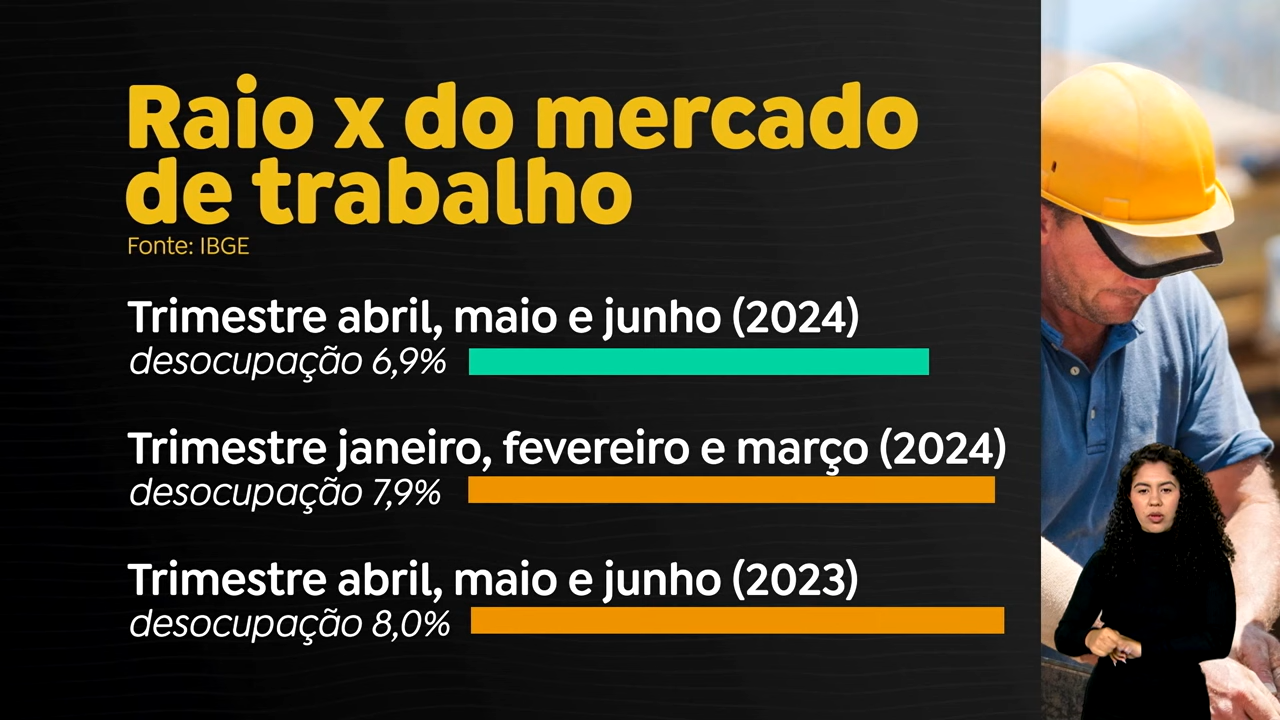 Raio x do mercado
de trabalho
Fonte: IBGE
Trimestre abril, maio e junho (2024)
desocupação 6,9%
Trimestre janeiro, fevereiro e março (2024)
desocupação 7,9%
Trimestre abril, maio e junho (2023)
desocupação 8,0%